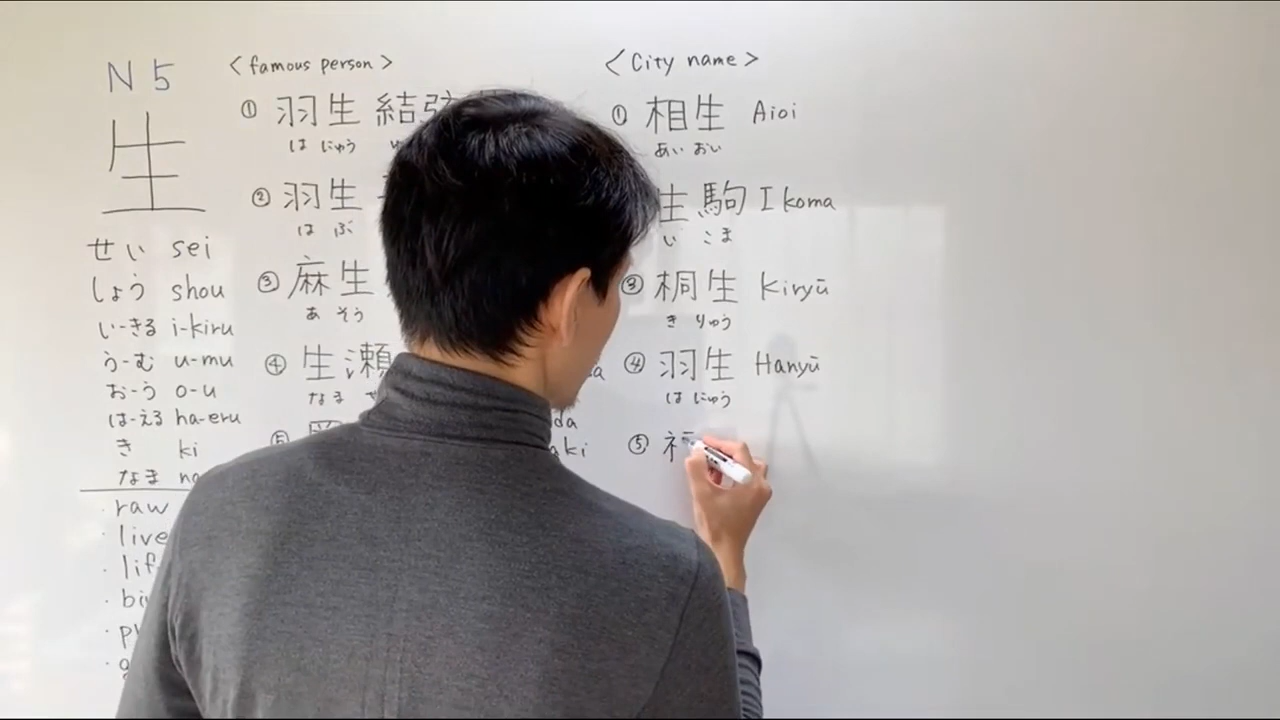 N5
生
せい sei
しょう shou
い-きる i-kiru
う-む u-mu
お-う o-u
は-える ha-eru
き ki
なま
・raw
・live
<famous person>
① 羽生 結弦
はにゅう
② 羽生
はぶ
③ 麻生
あそう
④ 生瀬
なる
⑤
<City name>
① 相生 Aioi
あいおい
生駒 Ikoma
いこま
③ 桐生 Kiryū
きりゅう
④ 羽生 Hanyū
はにゅう
⑤